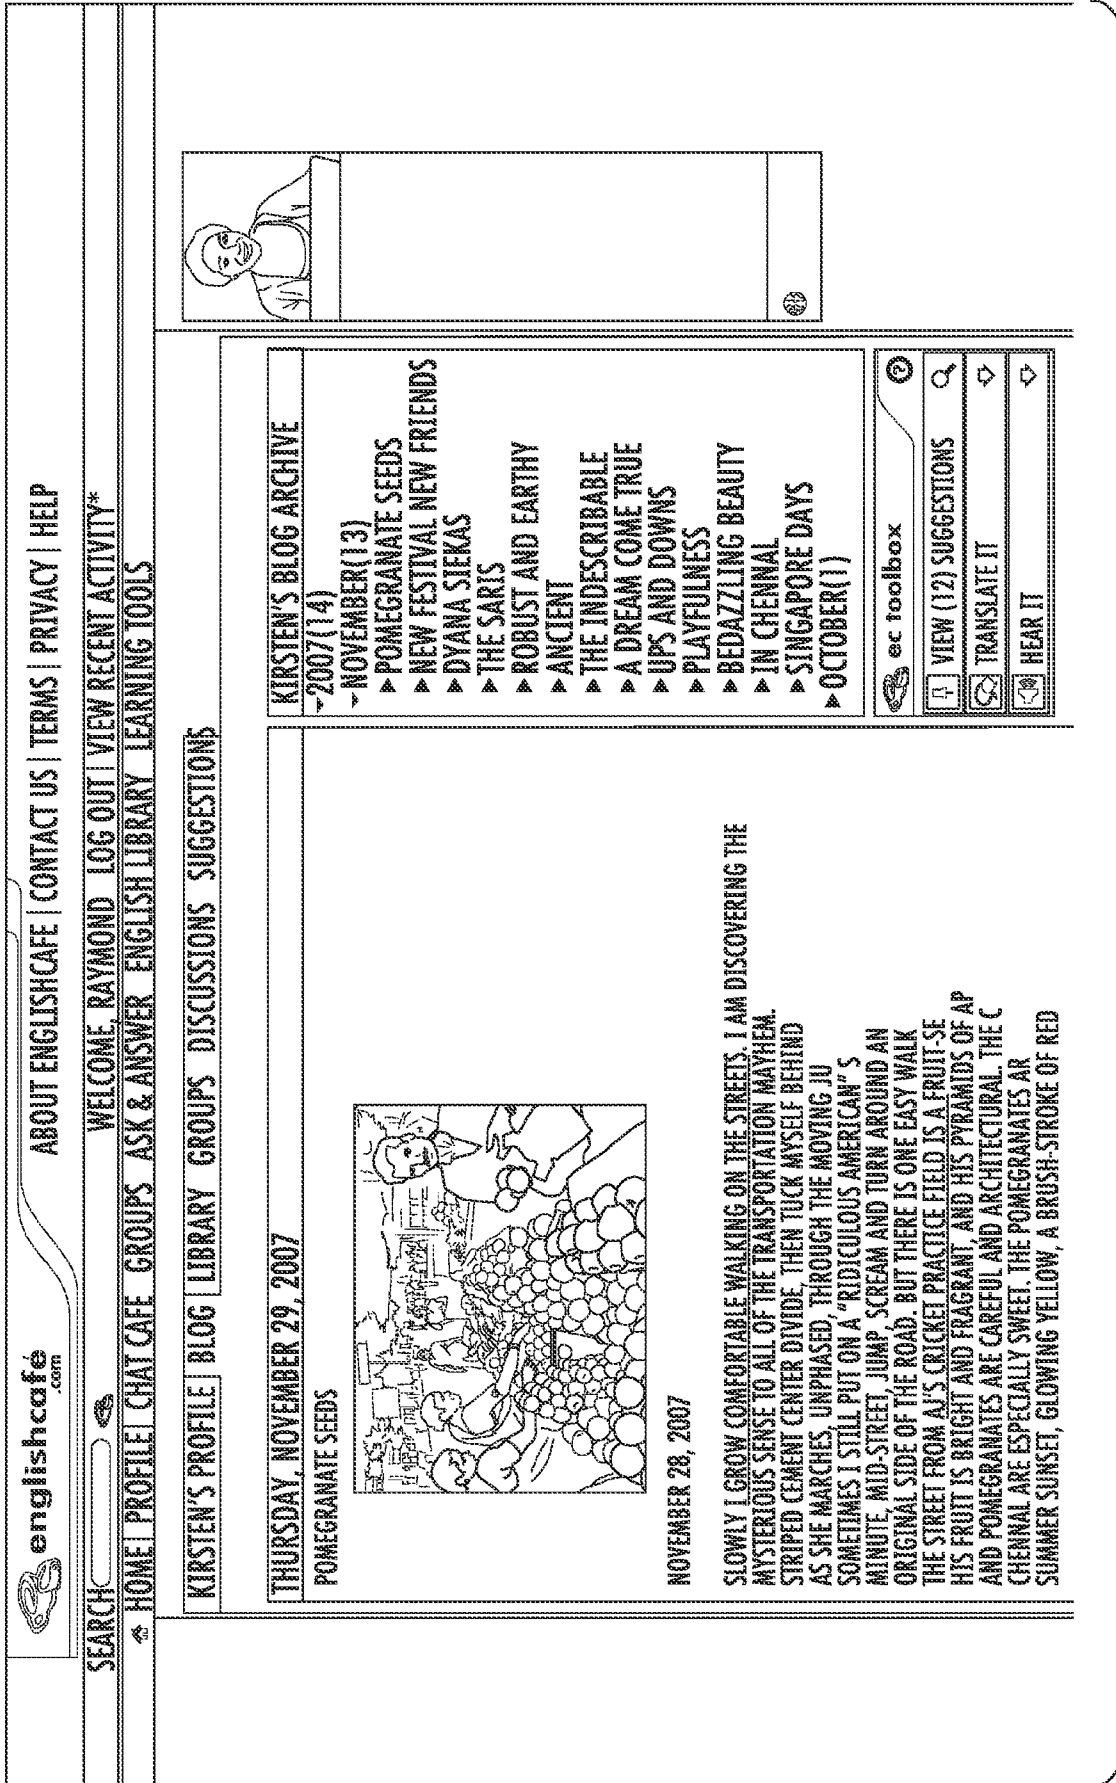 englishcafé
.com
ABOUT ENGLISHCAFE | CONTACT US | TERMS | PRIVACY | HELP
SEARCH
WELCOME, RAYMOND LOG OUT | VIEW RECENT ACTIVITY*
HOME | PROFILE | CHAT CAFE GROUPS ASK & ANSWER ENGLISH LIBRARY LEARNING TOOLS
KIRSTEN'S PROFILE | BLOG | LIBRARY GROUPS DISCUSSIONS SUGGESTIONS
THURSDAY, NOVEMBER 29, 2007
POMEGRANATE SEEDS
NOVEMBER 28, 2007
SLOWLY I GROW COMFORTABLE WALKING ON THE STREETS. I AM DISCOVERING THE
MYSTERIOUS SENSE TO ALL OF THE TRANSPORTATION MAYHEM.
STRIPED CEMENT CENTER DIVIDE, THEN TUCK MYSELF BEHIND
AS SHE MARCHES, UNPHASED, THROUGH THE MOVING JU
SOMETIMES I STILL PUT ON A "RIDICULOUS AMERICAN" S
MINUTE, MID-STREET, JUMP, SCREAM AND TURN AROUND AN
ORIGINAL SIDE OF THE ROAD. BUT THERE IS ONE EASY WALK
THE STREET FROM AJ'S CRICKET PRACTICE FIELD IS A FRUIT-SE
HIS FRUIT IS BRIGHT AND FRAGRANT, AND HIS PYRAMIDS OF AP
AND POMEGRANATES ARE CAREFUL AND ARCHITECTURAL. THE C
CHENNAL ARE ESPECIALLY SWEET. THE POMEGRANATES AR
SUMMER SUNSET, GLOWING YELLOW, A BRUSH-STROKE OF RED
KIRSTEN'S BLOG ARCHIVE
2007(14)
NOVEMBER(13)
POMEGRANATE SEEDS
NEW FESTIVAL NEW FRIENDS
DYANA SIEKAS
THE SARIS
ROBUST AND EARTHY
ANCIENT
THE INDESCRIBABLE
A DREAM COME TRUE
UPS AND DOWNS
PLAYFULNESS
BEDAZZLING BEAUTY
IN CHENNAL
SINGAPORE DAYS
OCTOBER(1)
ec toolbox ?
VIEW (12) SUGGESTIONS
TRANSLATE IT
HEAR IT